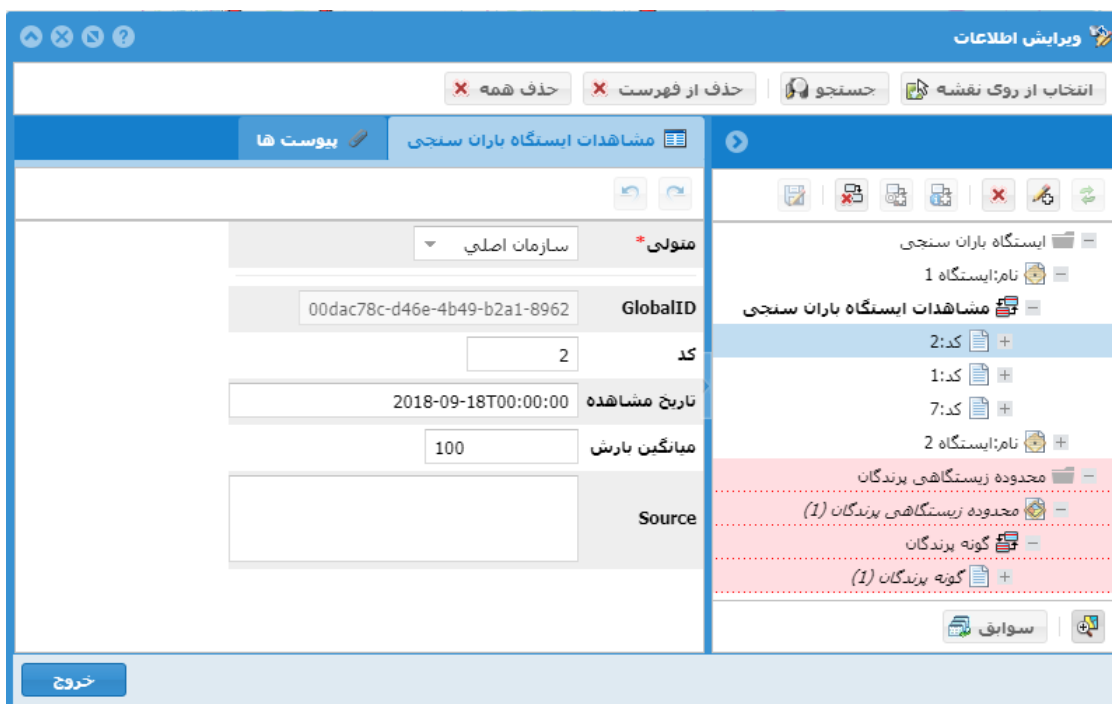 ویرایش اطلاعات
انتخاب از روی نقشه
جستجو
حذف از فهرست
حذف همه
مشاهدات ایستگاه باران سنجی
پیوست ها
ایستگاه باران سنجی
نام:ایستگاه 1
مشاهدات ایستگاه باران سنجی
کد:2
کد:1
کد:7
نام:ایستگاه 2
محدوده زیستگاهی پرندگان
محدوده زیستگاهی پرندگان (1)
گونه پرندگان
گونه پرندگان (1)
سوابق
متولی*
سازمان اصلي
GlobalID
00dac78c-d46e-4b49-b2a1-8962
کد
2
تاریخ مشاهده
2018-09-18T00:00:00
میانگین بارش
100
Source
خروج